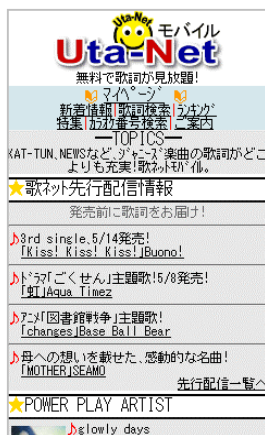 Uta-Net
モバイル
Uta-Net
無料で歌詞が見放題!
マイページ
新着情報|歌詞検索|ランキング
特集|カラオケ番号検索|ご案内
―TOPICS―
KAT-TUN、NEWSなど、ジャニーズ楽曲の歌詞がどこ
よりも充実!歌ネットモバイル。
★歌ネット先行配信情報
発売前に歌詞をお届け!
♪3rd single、5/14発売!
「Kiss! Kiss! Kiss!」Buono!
♪ドラマ「ごくせん」主題歌!5/8発売!
「虹」Aqua Timez
♪アニメ「図書館戦争」主題歌!
「changes」Base Ball Bear
♪母への想いを載せた、感動的な名曲!
「MOTHER」SEAMO
先行配信一覧へ
★POWER PLAY ARTIST
♪glowly days